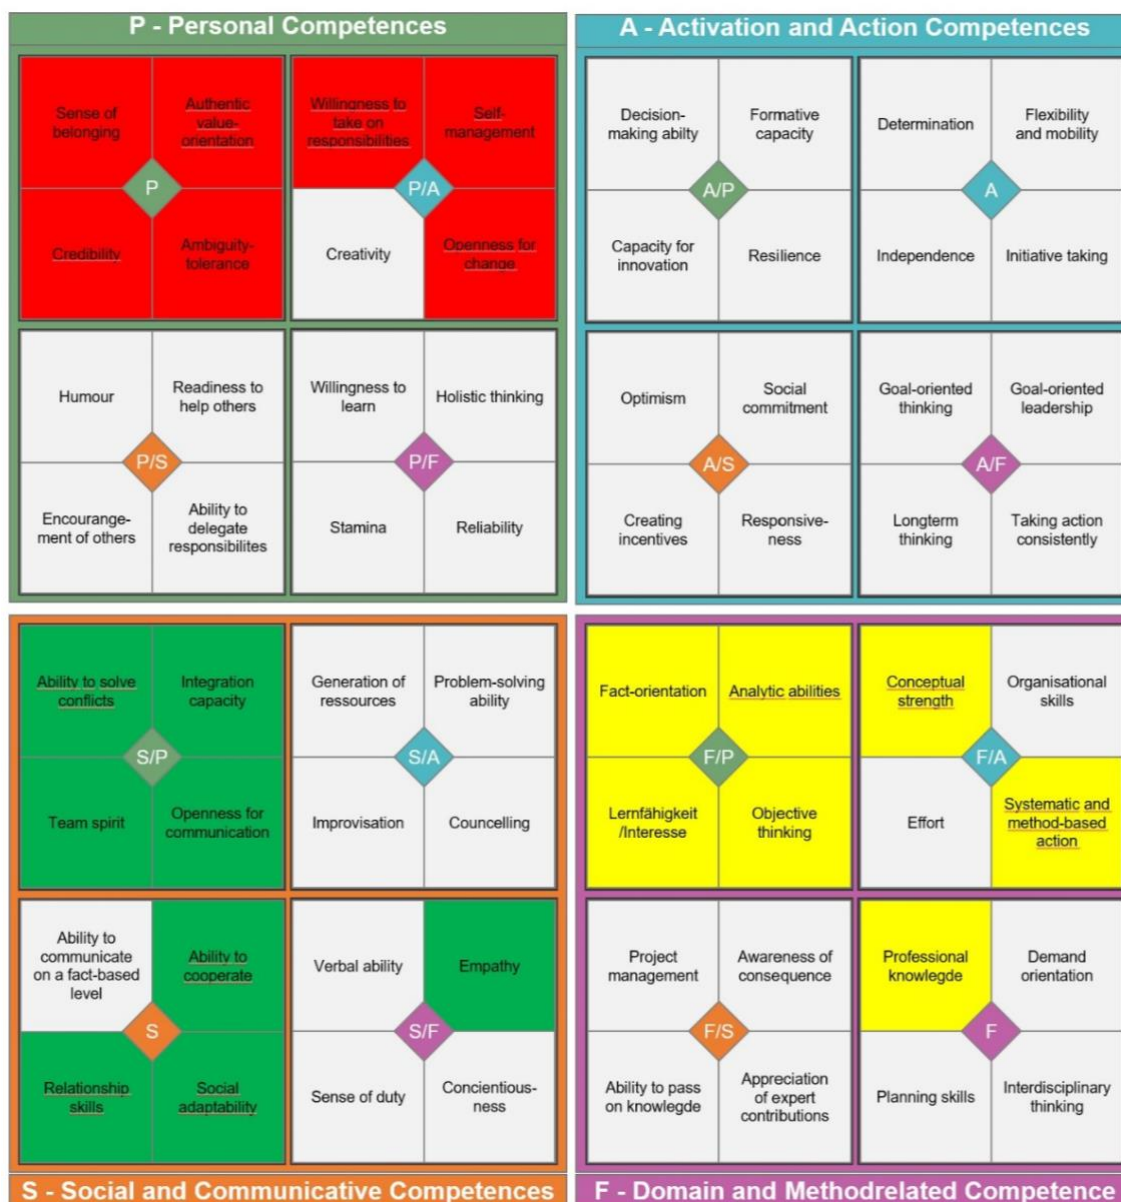 P - Personal Competences
Sense of
belonging
Authentic
value-
orientation
P
Credibility
Ambiguity-
tolerance
Willingness to
take on
responsibilities
Self-
management
P/A
Creativity
Openness for
change
Humour
Readiness to
help others
P/S
Encourange-
ment of others
Ability to
delegate
responsibilites
Willingness to
learn
Holistic thinking
P/F
Stamina
Reliability
A - Activation and Action Competences
Decision-
making abilty
Formative
capacity
A/P
Capacity for
innovation
Resilience
Determination
Flexibility
and mobility
A
Independence
Initiative taking
Optimism
Social
commitment
A/S
Creating
incentives
Responsive-
ness
Goal-oriented
thinking
Goal-oriented
leadership
A/F
Longterm
thinking
Taking action
consistently
Ability to solve
conflicts
Integration
capacity
S/P
Team spirit
Openness for
communication
Generation of
ressources
Problem-solving
ability
S/A
Improvisation
Councelling
Ability to
communicate
on a fact-based
level
Ability to
cooperate
S
Relationship
skills
Social
adaptability
Verbal ability
Empathy
S/F
Sense of duty
Concientious-
ness
S - Social and Communicative Competences
Fact-orientation
Analytic abilities
F/P
Lernfähigkeit
/Interesse
Objective
thinking
Conceptual
strength
Organisational
skills
F/A
Effort
Systematic and
method-based
action
Project
management
Awareness of
consequence
F/S
Ability to pass
on knowlegde
Appreciation
of expert
contributions
Professional
knowlegde
Demand
orientation
F
Planning skills
Interdisciplinary
thinking
F - Domain and Methodrelated Competence